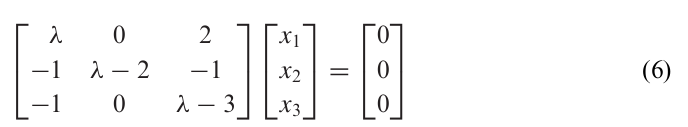 [ λ 0 2 ] [ x₁ ] [ 0 ]
[ −1 λ − 2 −1 ] [ x₂ ] = [ 0 ] (6)
[ −1 0 λ − 3 ] [ x₃ ] [ 0 ]